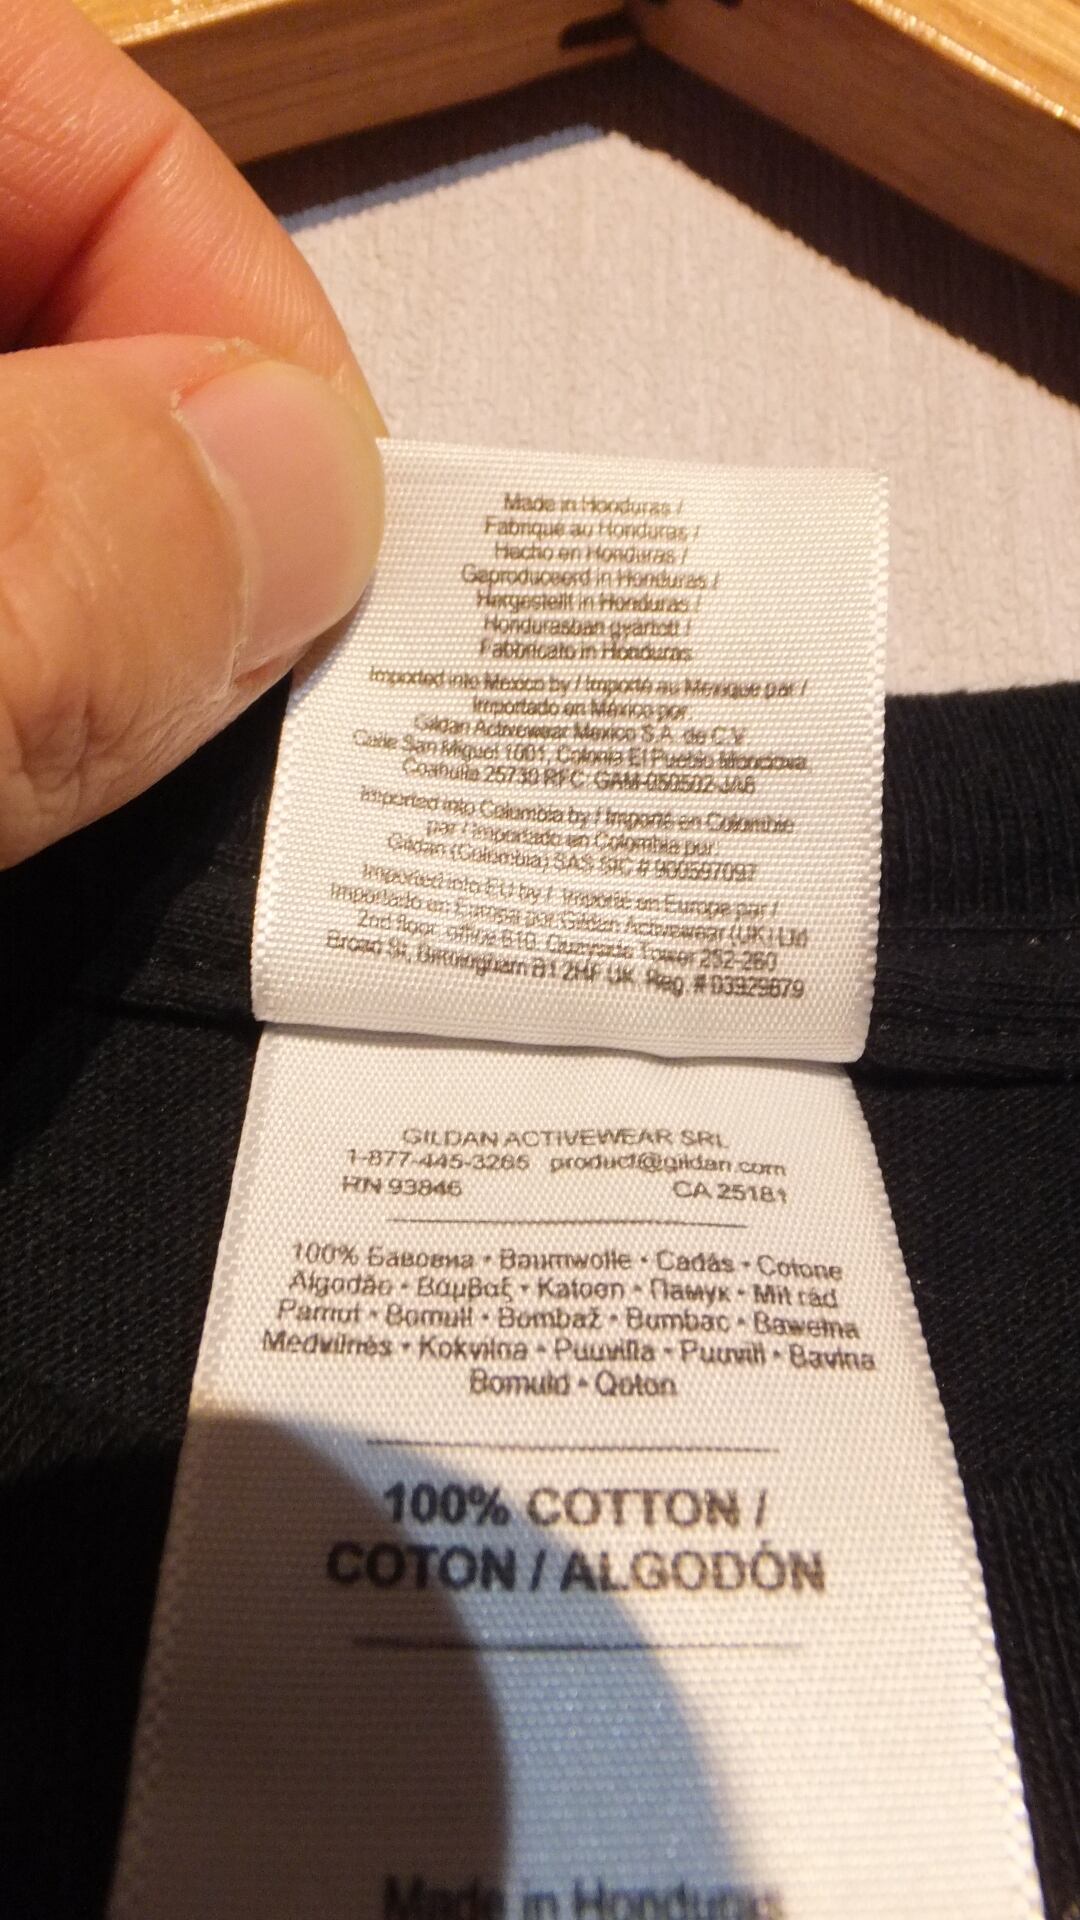 Made in Honduras /
Fabriqué au Honduras /
Hecho en Honduras /
Geproduceerd in Honduras /
Hergestellt in Honduras /
Hondurasban gyártott /
Fabbricato in Honduras
Imported into Mexico by / Importé au Mexique par /
Importado en México por
Gildan Activewear Mexico S.A. de C.V.
Calle San Miguel 1001, Colonia El Pueblo Monclova,
Coahuila 25730 RFC: GAM-050502-JA6
Imported into Columbia by / Importé en Colombie
par / Importado en Colombia por:
Gildan (Colombia) SAS SIC # 900597097
Imported into EU by / Importé en Europe par /
Importado en Europa por Gildan Activewear (UK) Ltd
2nd floor, office 610, Quayside Tower 252-260
Broad St, Birmingham B1 2HF UK. Reg. # 03929879
GILDAN ACTIVEWEAR SRL
1-877-445-3265 product@gildan.com
RN 93846 CA 25181
100% Бавовна • Baumwolle • Cadás • Cotone
Algodão • Βάμβαξ • Katoen • Памук • Mit rád
Pamut • Bomull • Bombaž • Bumbac • Bawełna
Medvilnės • Kokvilna • Puuvilla • Puuvill • Bavlna
Bomuld • Qoton
100% COTTON /
COTON / ALGODÓN
Made in Honduras